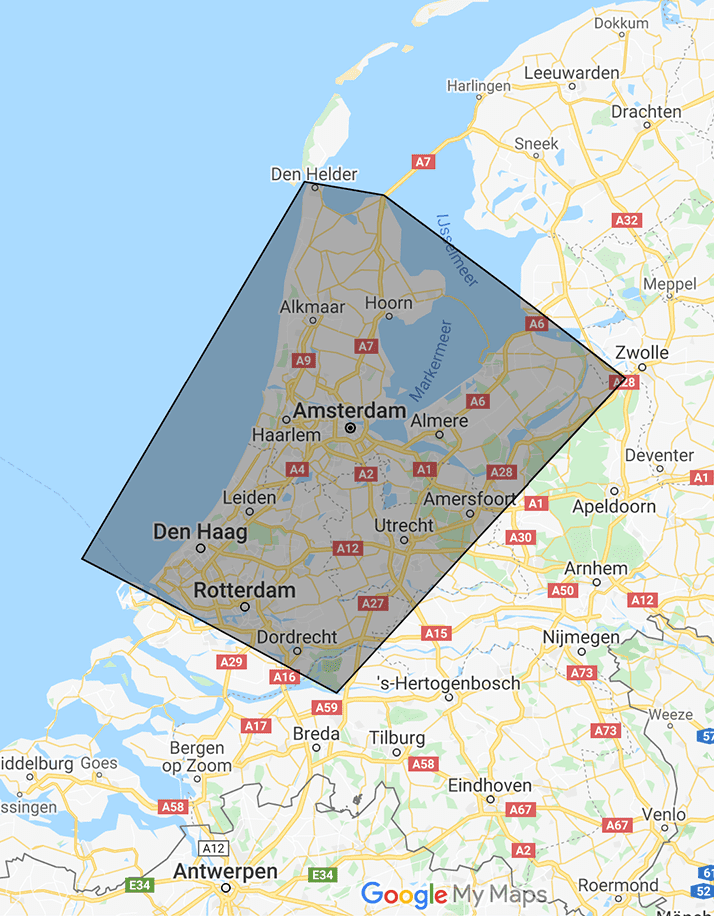 Dokkum
Leeuwarden
Harlingen
Drachten
Sneek
A7
Den Helder
A32
IJsselmeer
Meppel
Alkmaar
Hoorn
A6
Markermeer
A7
Zwolle
A9
A28
A6
Amsterdam
Almere
Haarlem
Deventer
A4
A2
A1
A28
A1
Leiden
Amersfoort
A1
Apeldoorn
Utrecht
Den Haag
A30
A12
Arnhem
Rotterdam
A50
A12
A27
Dordrecht
A15
Nijmegen
A29
A16
A73
's-Hertogenbosch
A59
Weeze
A17
A73
57
Breda
Tilburg
Bergen
op Zoom
iddelburg
Goes
A58
Eindhoven
ssingen
A58
A67
Venlo
A67
A12
A2
Antwerpen
E34
E34
61
52
Roermond
Google My Maps